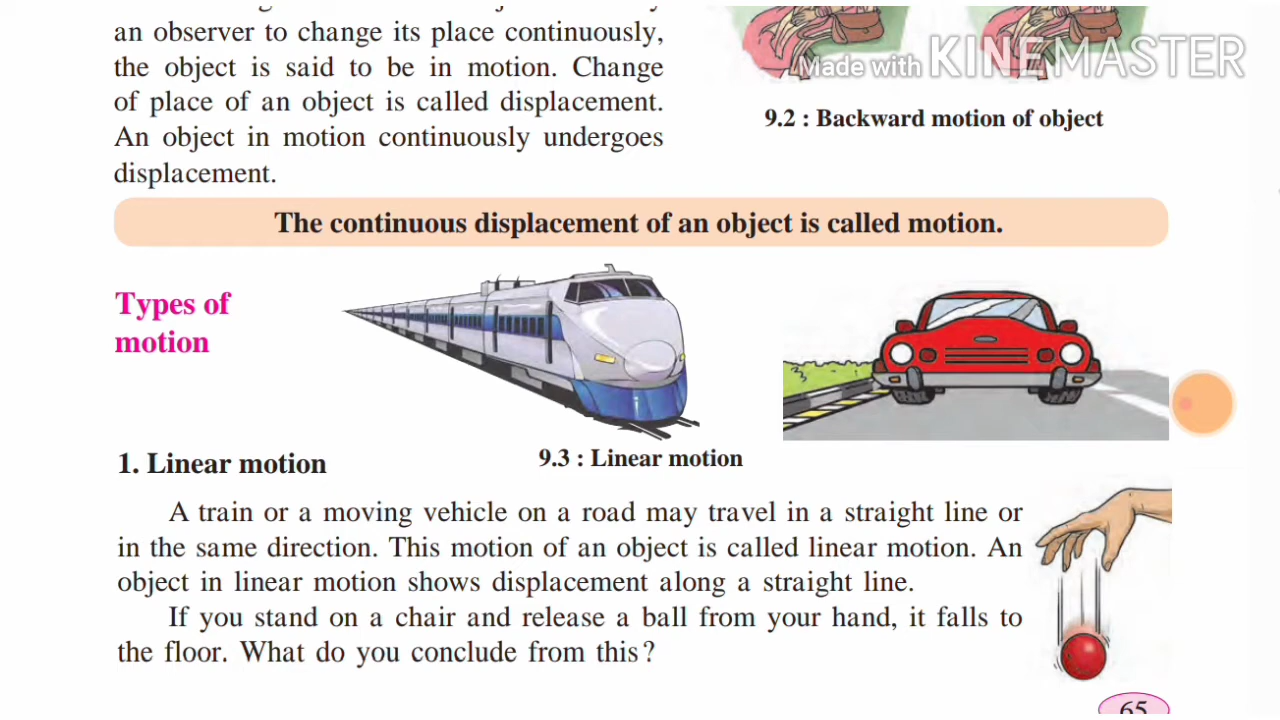 an observer to change its place continuously,
the object is said to be in motion. Change
of place of an object is called displacement.
An object in motion continuously undergoes
displacement.
Made with KINEMASTER
9.2 : Backward motion of object
The continuous displacement of an object is called motion.
Types of
motion
9.3 : Linear motion
1. Linear motion
A train or a moving vehicle on a road may travel in a straight line or
in the same direction. This motion of an object is called linear motion. An
object in linear motion shows displacement along a straight line.
If you stand on a chair and release a ball from your hand, it falls to
the floor. What do you conclude from this?
65